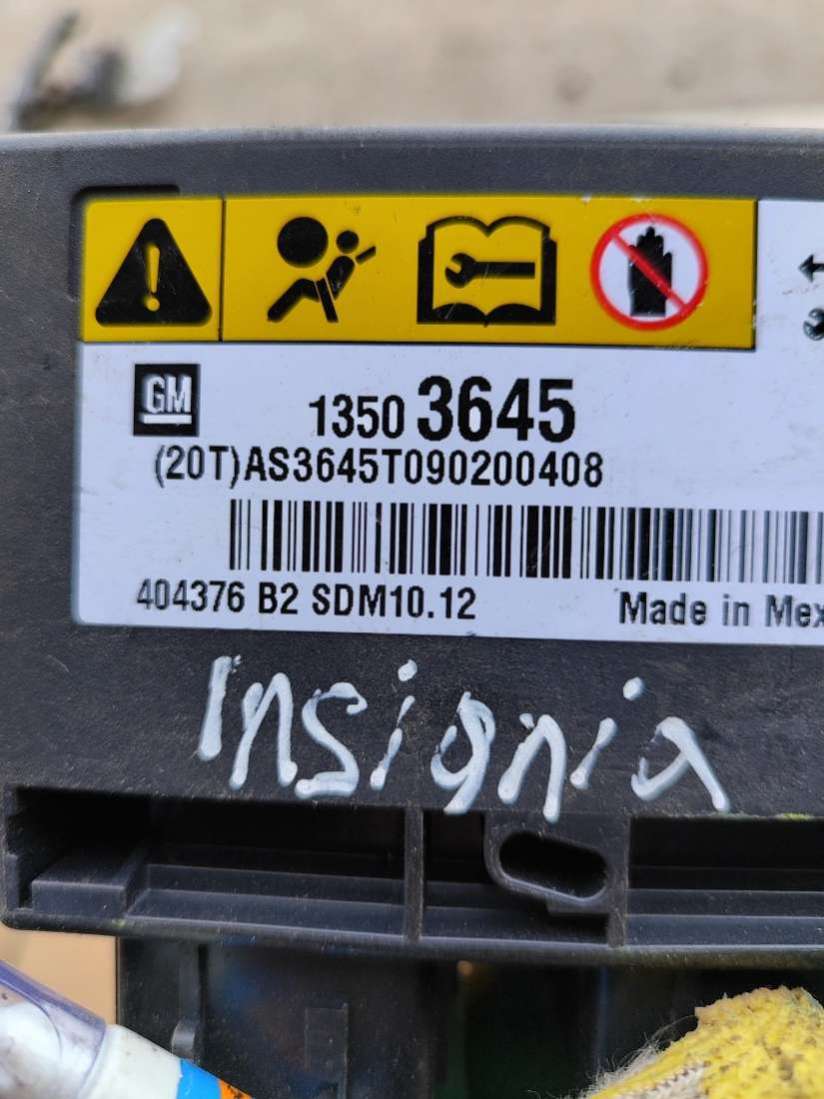 GM
1350 3645
(20T)AS3645T090200408
404376 B2 SDM10.12 Made in Mex
Insignia